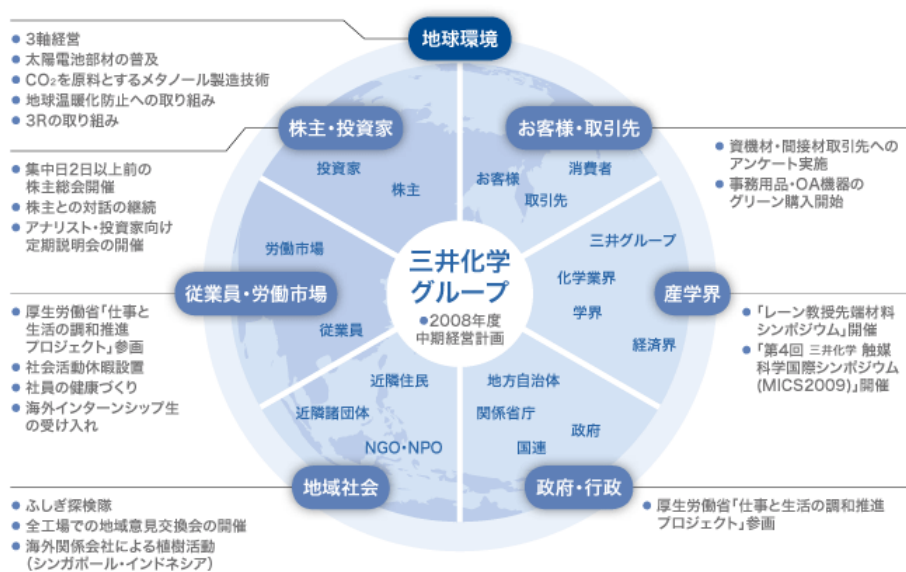 地球環境
● 3軸経営
● 太陽電池部材の普及
● CO₂を原料とするメタノール製造技術
● 地球温暖化防止への取り組み
● 3Rの取り組み
株主・投資家
投資家
株主
● 集中日2日以上前の
株主総会開催
● 株主との対話の継続
● アナリスト・投資家向け
定期説明会の開催
お客様・取引先
消費者
お客様
取引先
● 資機材・間接材取引先への
アンケート実施
● 事務用品・OA機器の
グリーン購入開始
三井化学
グループ
●2008年度
中期経営計画
従業員・労働市場
労働市場
従業員
● 厚生労働省「仕事と
生活の調和推進
プロジェクト」参画
● 社会活動休暇設置
● 社員の健康づくり
● 海外インターンシップ生
の受け入れ
産学界
三井グループ
化学業界
学界
経済界
● 「レーン教授先端材料
シンポジウム」開催
● 「第4回 三井化学 触媒
科学国際シンポジウム
(MICS2009)」開催
地域社会
近隣住民
近隣諸団体
NGO・NPO
● ふしぎ探検隊
● 全工場での地域意見交換会の開催
● 海外関係会社による植樹活動
(シンガポール・インドネシア)
政府・行政
地方自治体
関係省庁
政府
国連
● 厚生労働省「仕事と生活の調和推進
プロジェクト」参画